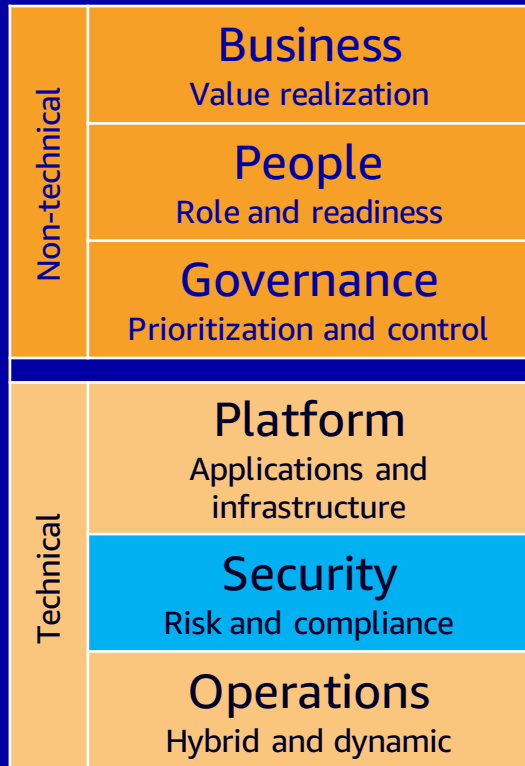 Non-technical
Business
Value realization
People
Role and readiness
Governance
Prioritization and control
Technical
Platform
Applications and
infrastructure
Security
Risk and compliance
Operations
Hybrid and dynamic